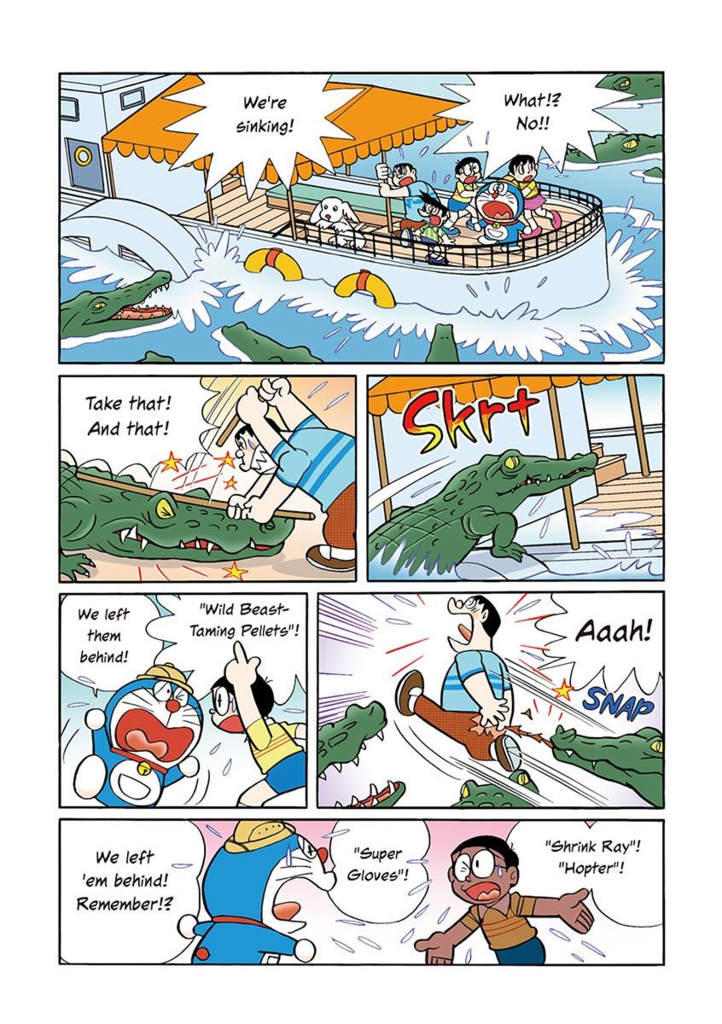 We're
sinking!
What!?
No!!
Take that!
And that!
Skrt
We left
them
behind!
"Wild Beast-
Taming Pellets"!
Aaah!
SNAP
We left
'em behind!
Remember!?
"Super
Gloves"!
"Shrink Ray"!
"Hopter"!